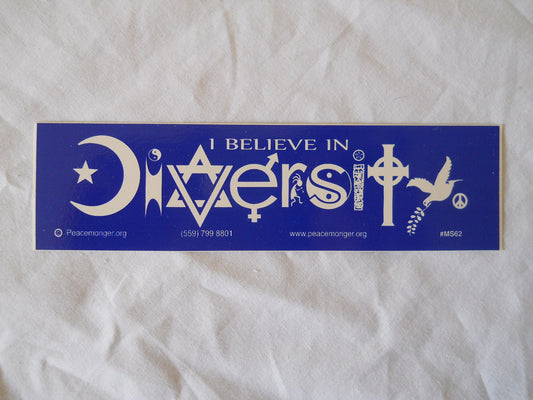 I BELIEVE IN
Diversity
Peacemonger.org (559) 799 8801 www.peacemonger.org #MS62